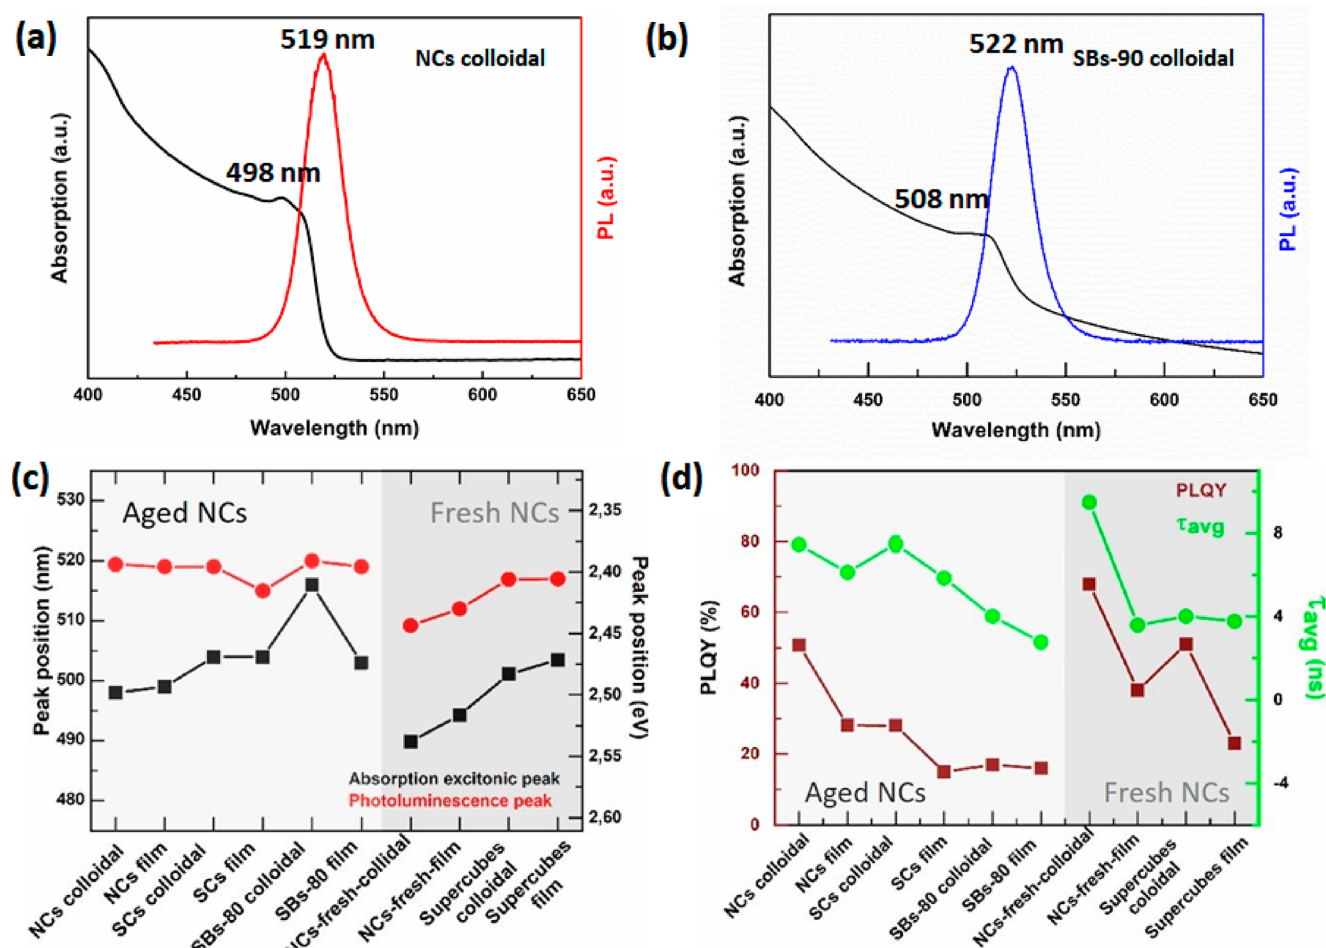 (a)
519 nm
NCs colloidal
498 nm
Absorption (a.u.)
PL (a.u.)
400 450 500 550 600 650
Wavelength (nm)
(b)
522 nm
SBs-90 colloidal
508 nm
Absorption (a.u.)
PL (a.u.)
400 450 500 550 600 650
Wavelength (nm)
(c)
Aged NCs
Fresh NCs
530
520
510
500
490
480
Peak position (nm)
2,35
2,40
2,45
2,50
2,55
2,60
Peak position (eV)
Absorption excitonic peak
Photoluminescence peak
NCs colloidal
NCs film
SCs colloidal
SCs film
SBs-80 colloidal
SBs-80 film
NCs-fresh-collidal
NCs-fresh-film
Supercubes
colloidal
Supercubes
film
(d)
PLQY
τavg
100
80
60
40
20
0
PLQY (%)
8
4
0
-4
τavg (ns)
Aged NCs
Fresh NCs
NCs colloidal
NCs film
SCs colloidal
SCs film
SBs-80 colloidal
SBs-80 film
NCs-fresh-colloidal
NCs-fresh-film
Supercubes
coloidal
Supercubes film